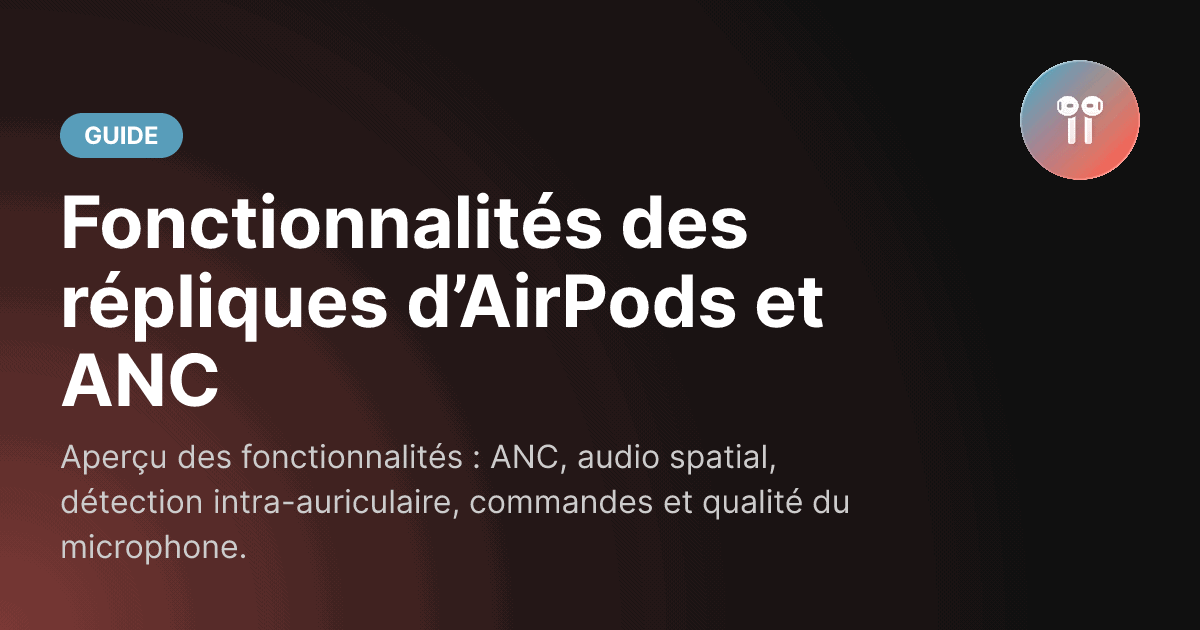 GUIDE
Fonctionnalités des
répliques d’AirPods et
ANC
Aperçu des fonctionnalités : ANC, audio spatial,
détection intra-auriculaire, commandes et qualité du
microphone.